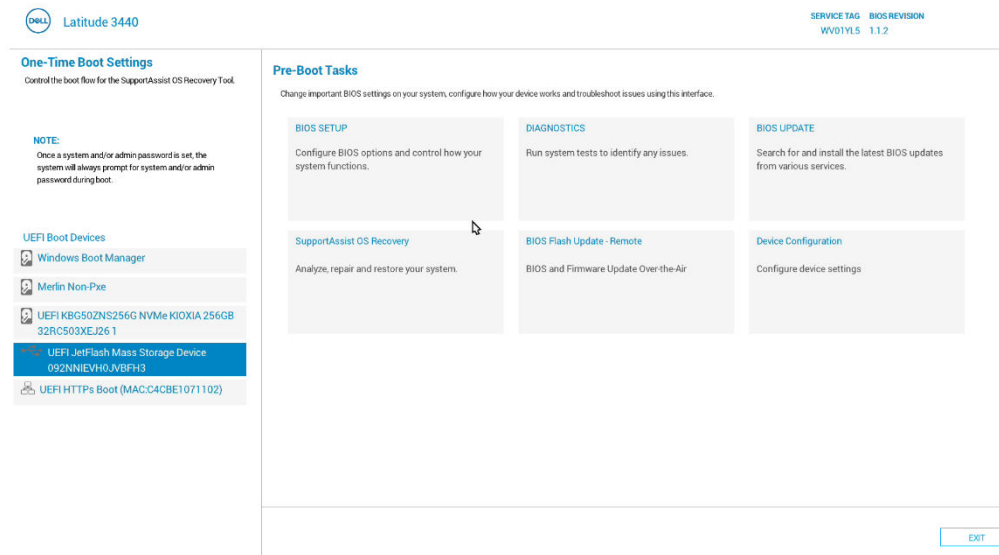 DELL
Latitude 3440
SERVICE TAG BIOS REVISION
WV01YL5 1.1.2
One-Time Boot Settings
Control the boot flow for the SupportAssist OS Recovery Tool.
NOTE:
Once a system and/or admin password is set, the
system will always prompt for system and/or admin
password during boot.
UEFI Boot Devices
Windows Boot Manager
Merlin Non-Pxe
UEFI KBG50ZNS256G NVMe KIOXIA 256GB
32RC503XEJ26 1
UEFI JetFlash Mass Storage Device
092NNIEVH0JVBFH3
UEFI HTTPs Boot (MAC:C4CBE1071102)
Pre-Boot Tasks
Change important BIOS settings on your system, configure how your device works and troubleshoot issues using this interface.
BIOS SETUP
Configure BIOS options and control how your
system functions.
DIAGNOSTICS
Run system tests to identify any issues.
BIOS UPDATE
Search for and install the latest BIOS updates
from various services.
SupportAssist OS Recovery
Analyze, repair and restore your system.
BIOS Flash Update - Remote
BIOS and Firmware Update Over-the-Air
Device Configuration
Configure device settings
EXIT